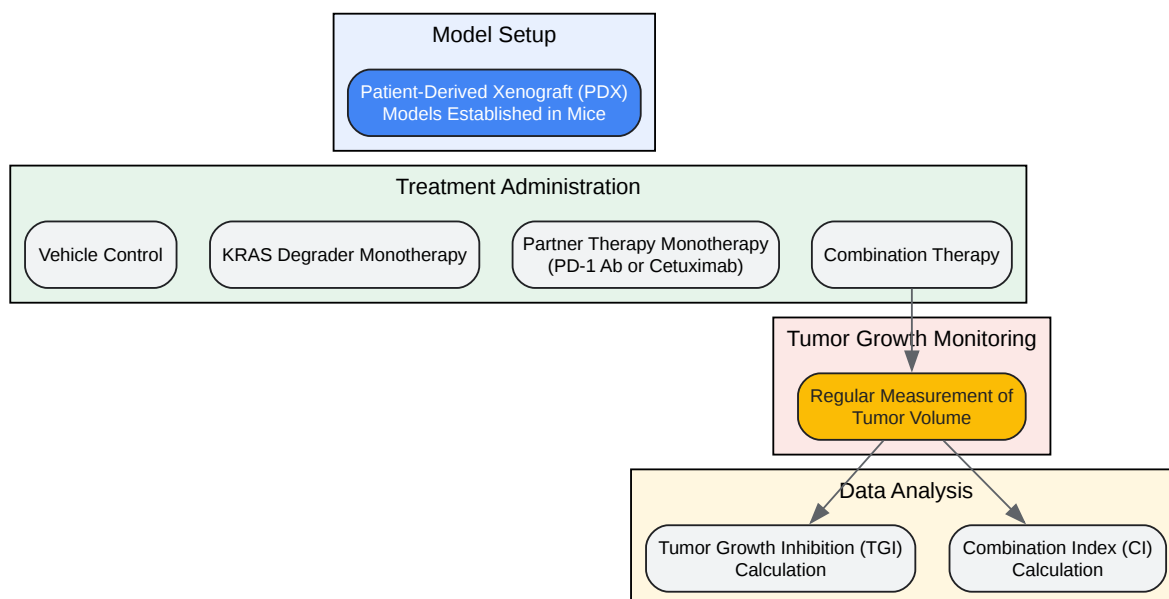 Model Setup
Patient-Derived Xenograft (PDX)
Models Established in Mice
Treatment Administration
Vehicle Control
KRAS Degrader Monotherapy
Partner Therapy Monotherapy
(PD-1 Ab or Cetuximab)
Combination Therapy
Tumor Growth Monitoring
Regular Measurement of
Tumor Volume
Data Analysis
Tumor Growth Inhibition (TGI)
Calculation
Combination Index (CI)
Calculation